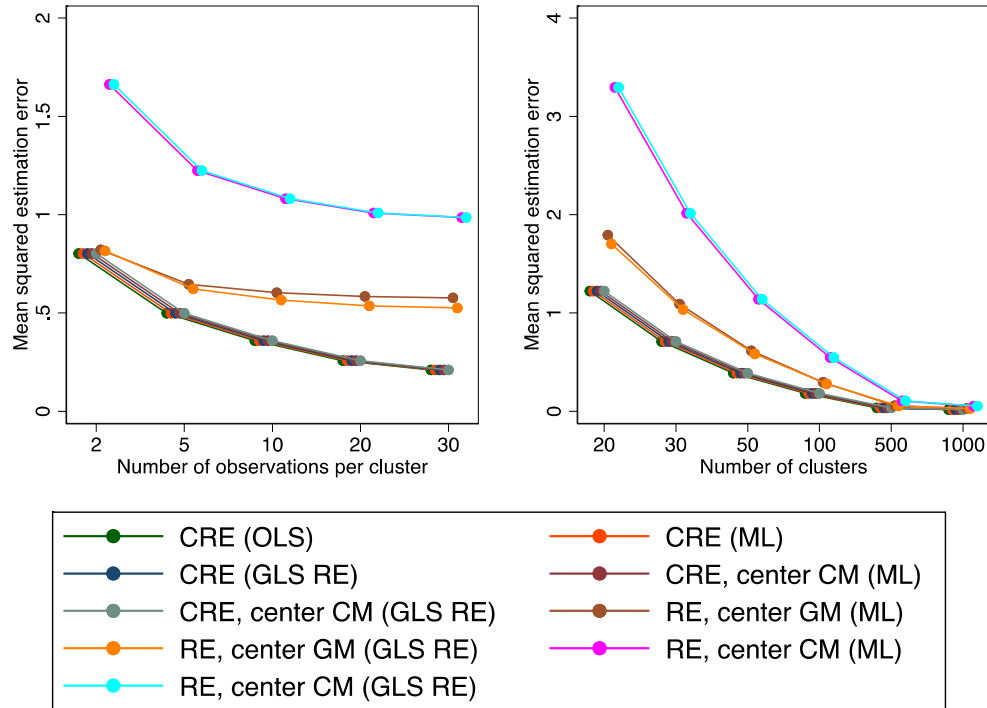 2
1.5
1
.5
0
Mean squared estimation error
2 5 10 20 30
Number of observations per cluster
4
3
2
1
0
Mean squared estimation error
20 30 50 100 500 1000
Number of clusters
CRE (OLS)
CRE (ML)
CRE (GLS RE)
CRE, center CM (ML)
CRE, center CM (GLS RE)
RE, center GM (ML)
RE, center GM (GLS RE)
RE, center CM (ML)
RE, center CM (GLS RE)